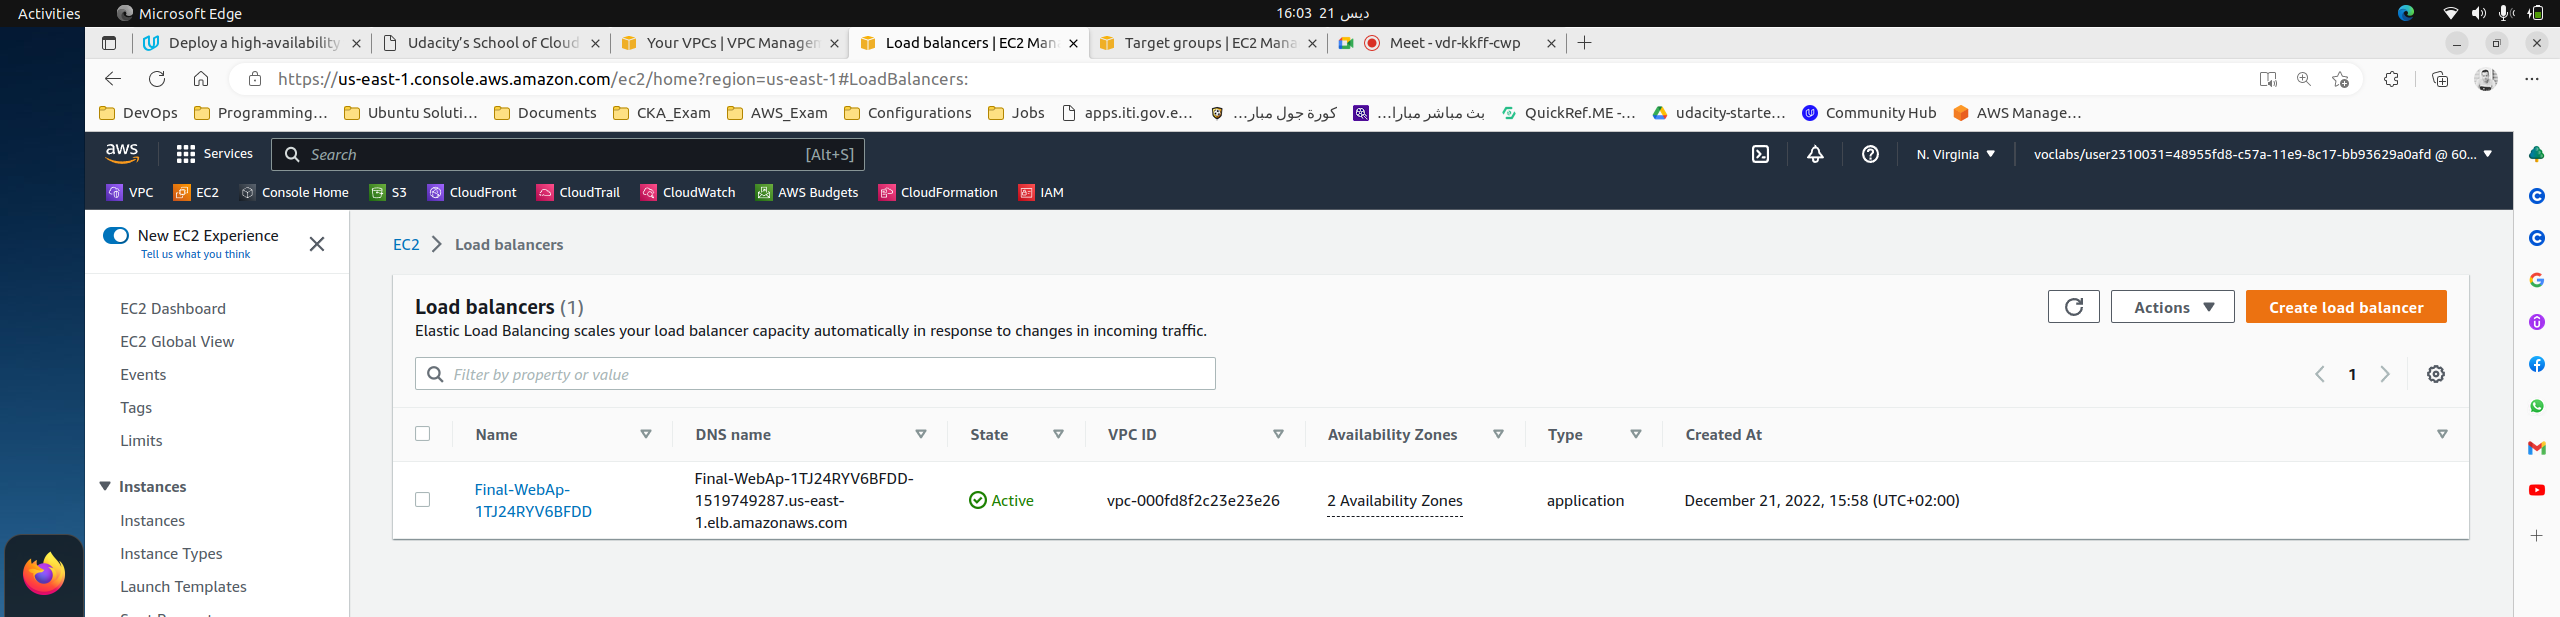 Activities
Microsoft Edge
16:03 21 ديس
Deploy a high-availability
Udacity’s School of Cloud
Your VPCs | VPC Managen
Load balancers | EC2 Mana
Target groups | EC2 Mana
Meet - vdr-kkff-cwp
https://us-east-1.console.aws.amazon.com/ec2/home?region=us-east-1#LoadBalancers:
DevOps
Programming...
Ubuntu Soluti...
Documents
CKA_Exam
AWS_Exam
Configurations
Jobs
apps.iti.gov.e...
كورة جول مبار...
بث مباشر مبارا...
QuickRef.ME -...
udacity-starte...
Community Hub
AWS Manage...
aws
Services
Search
[Alt+S]
N. Virginia
voclabs/user2310031=48955fd8-c57a-11e9-8c17-bb93629a0afd @ 60...
VPC
EC2
Console Home
S3
CloudFront
CloudTrail
CloudWatch
AWS Budgets
CloudFormation
IAM
New EC2 Experience
Tell us what you think
EC2 Dashboard
EC2 Global View
Events
Tags
Limits
Instances
Instances
Instance Types
Launch Templates
EC2
Load balancers
Load balancers (1)
Elastic Load Balancing scales your load balancer capacity automatically in response to changes in incoming traffic.
Actions
Create load balancer
Filter by property or value
1
Name
DNS name
State
VPC ID
Availability Zones
Type
Created At
Final-WebAp-
1TJ24RYV6BFDD
Final-WebAp-1TJ24RYV6BFDD-
1519749287.us-east-
1.elb.amazonaws.com
Active
vpc-000fd8f2c23e23e26
2 Availability Zones
application
December 21, 2022, 15:58 (UTC+02:00)